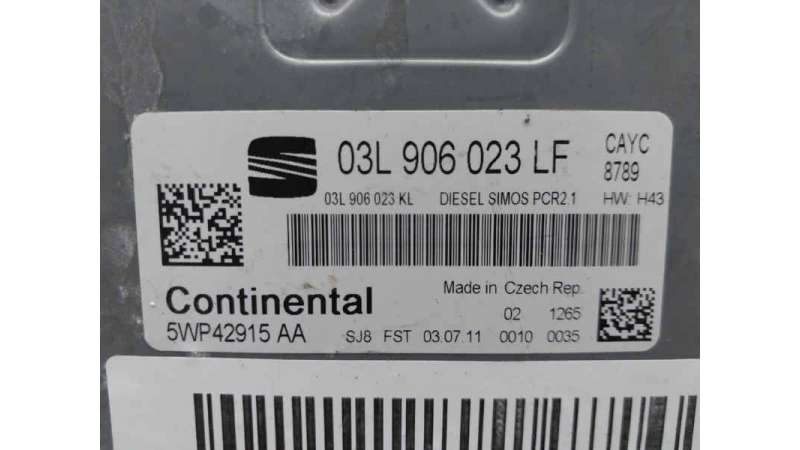 03L 906 023 LF CAYC
8789
03L 906 023 KL DIESEL SIMOS PCR2.1 HW: H43
Continental Made in Czech Rep.
02 1265
5WP42915 AA SJ8 FST 03.07.11 0010 0035